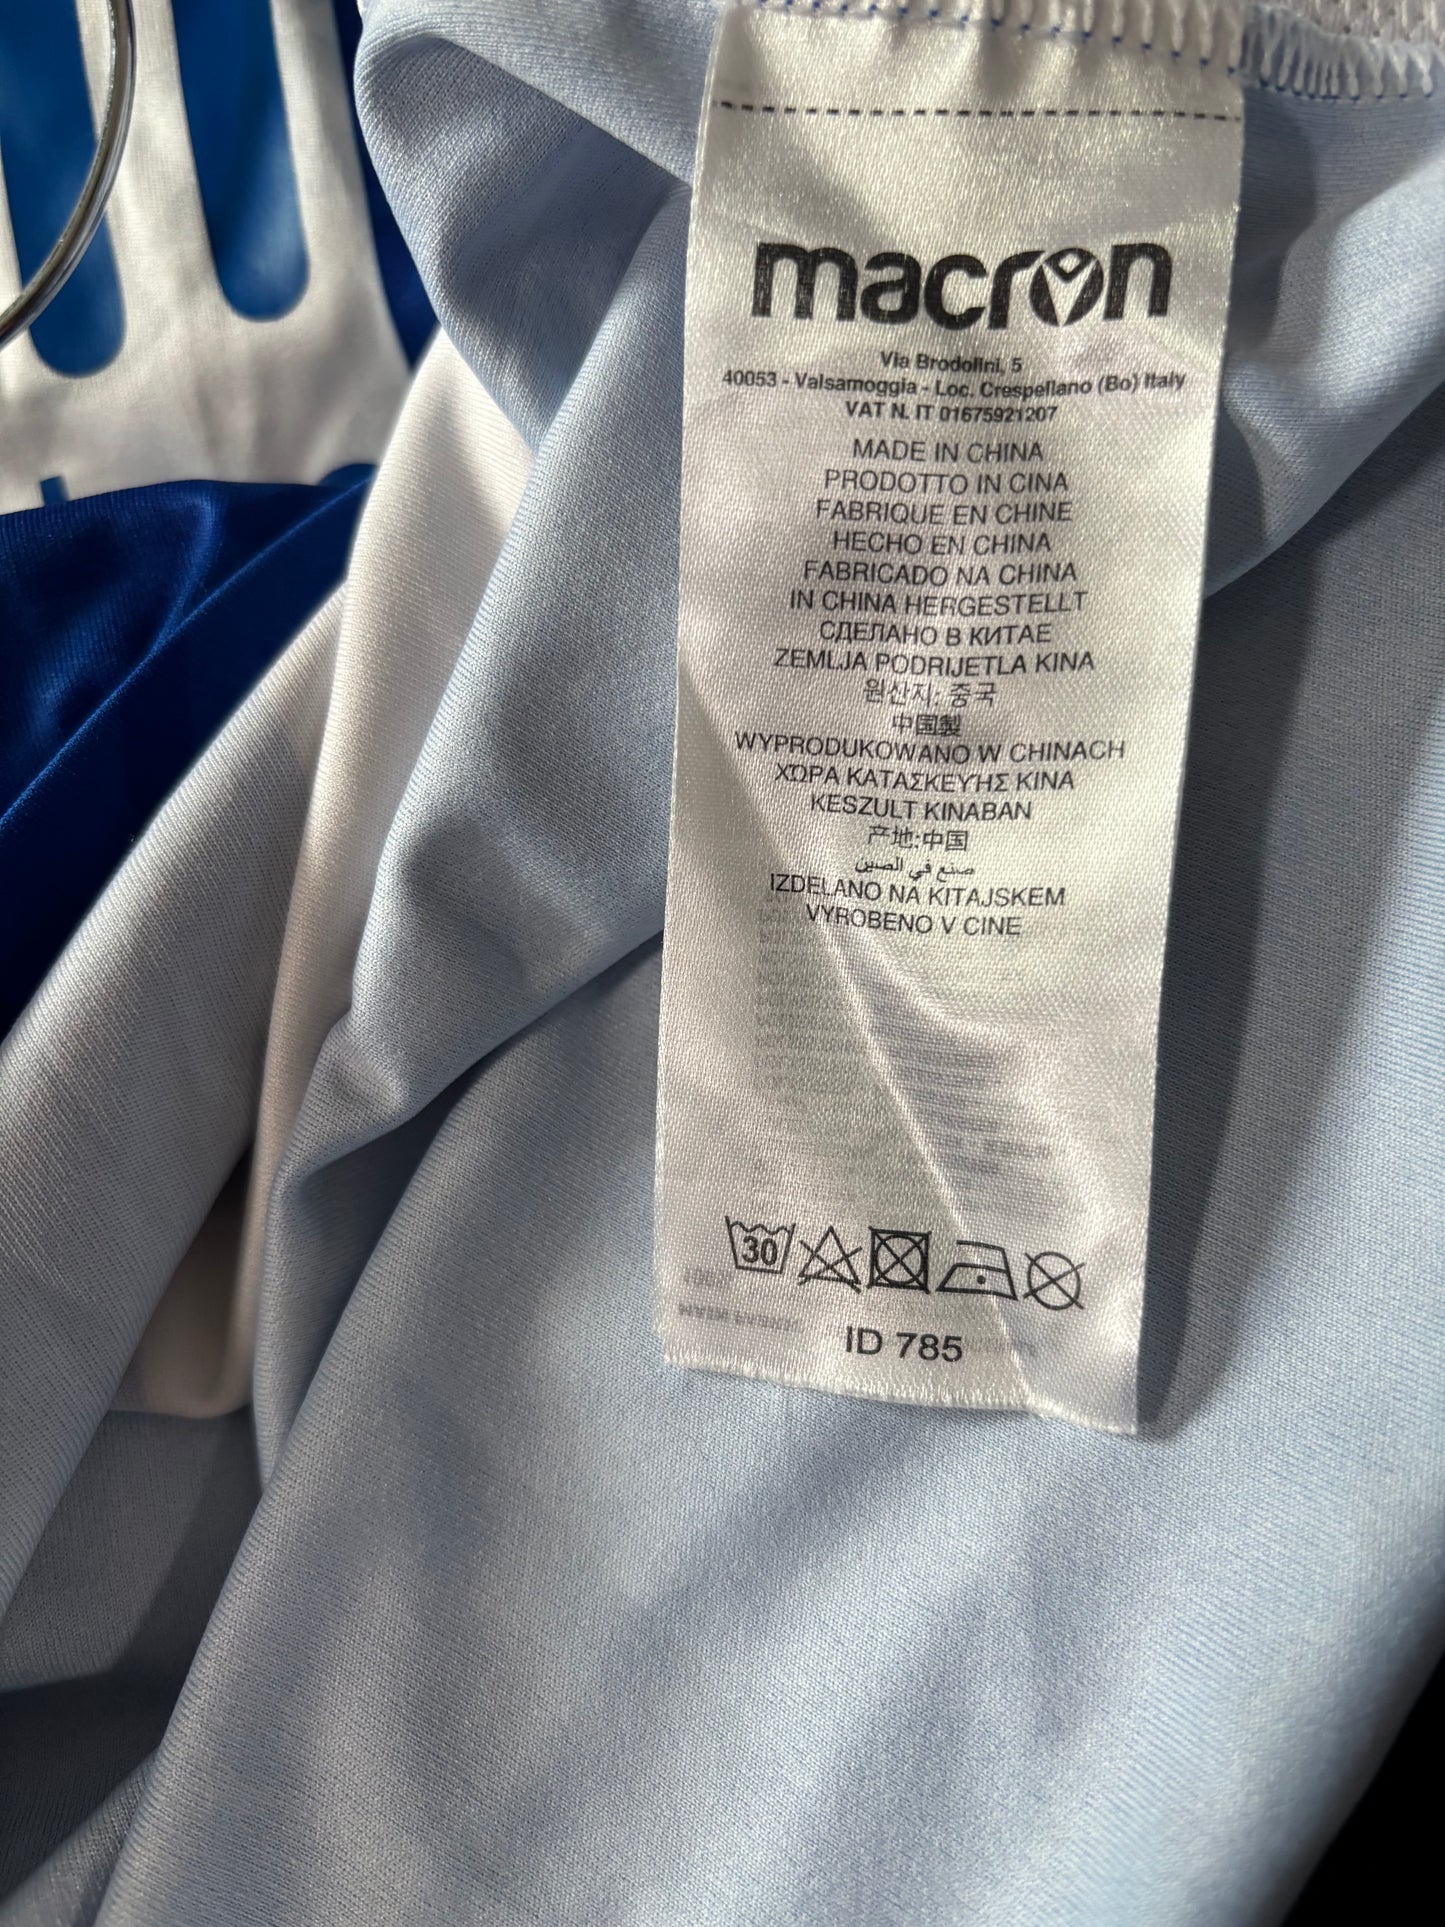 macron
Via Brodolini, 5
40053 - Valsamoggia - Loc. Crespellano (Bo) Italy
VAT N. IT 01675921207
MADE IN CHINA
PRODOTTO IN CINA
FABRIQUE EN CHINE
HECHO EN CHINA
FABRICADO NA CHINA
IN CHINA HERGESTELLT
СДЕЛАНО В КИТАЕ
ZEMLJA PODRIJETLA KINA
원산지: 중국
中国製
WYPRODUKOWANO W CHINACH
ΧΏΡΑ ΚΑΤΑΣΚΕΥΉΣ ΚΙΝΑ
KESZULT KINABAN
产地:中国
صنع في الصين
IZDELANO NA KITAJSKEM
VYROBENO V CINE
30
ID 785